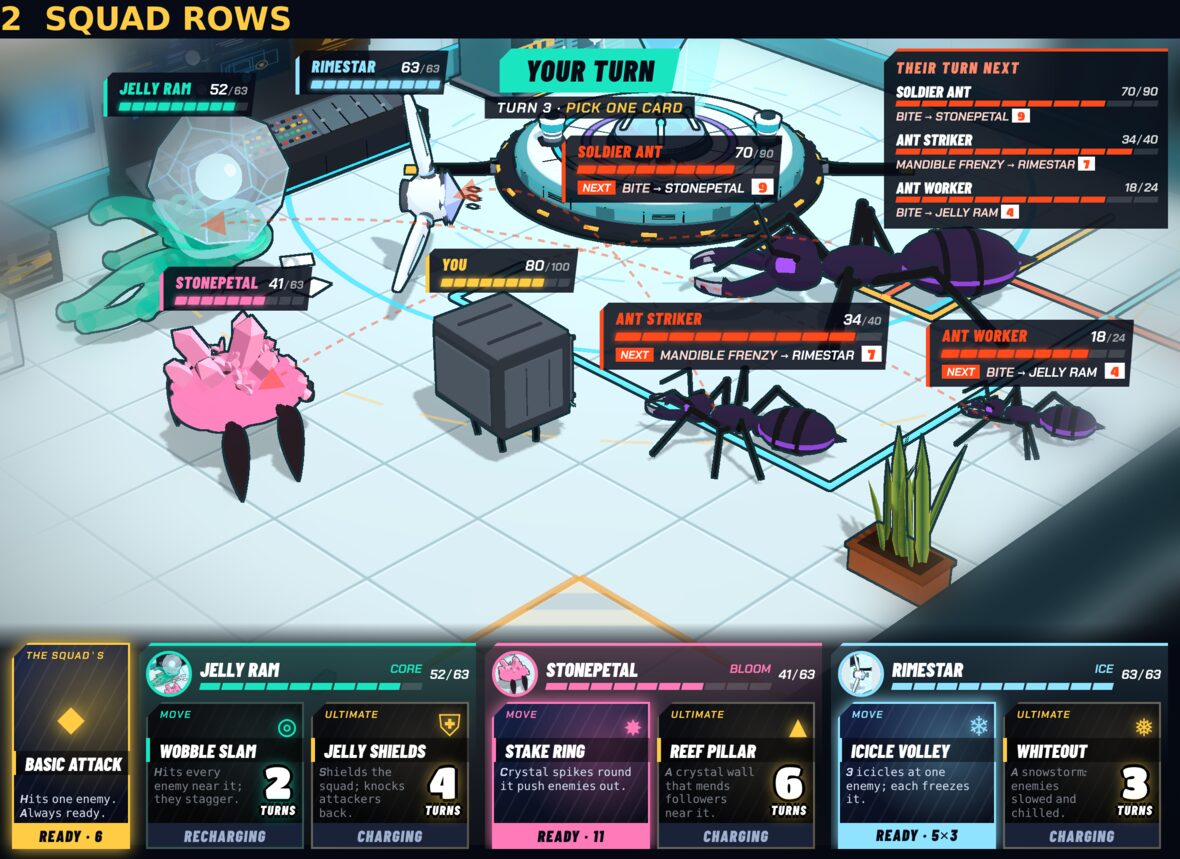 2 SQUAD ROWS
JELLY RAM 52/63
RIMESTAR 63/63
YOUR TURN
TURN 3 · PICK ONE CARD
THEIR TURN NEXT
SOLDIER ANT 70/90
BITE → STONEPETAL 9
ANT STRIKER 34/40
MANDIBLE FRENZY → RIMESTAR 7
ANT WORKER 18/24
BITE → JELLY RAM 4
SOLDIER ANT 70/90
NEXT BITE → STONEPETAL 9
STONEPETAL 41/63
YOU 80/100
ANT STRIKER 34/40
NEXT MANDIBLE FRENZY → RIMESTAR 7
ANT WORKER 18/24
NEXT BITE → JELLY RAM 4
THE SQUAD'S
BASIC ATTACK
Hits one enemy.
Always ready.
READY · 6
JELLY RAM CORE 52/63
MOVE
WOBBLE SLAM
Hits every
enemy near it;
they stagger.
2
TURNS
RECHARGING
ULTIMATE
JELLY SHIELDS
Shields the
squad; knocks
attackers
back.
4
TURNS
CHARGING
STONEPETAL BLOOM 41/63
MOVE
STAKE RING
Crystal spikes round
it push enemies out.
READY · 11
ULTIMATE
REEF PILLAR
A crystal wall
that mends
followers
near it.
6
TURNS
CHARGING
RIMESTAR ICE 63/63
MOVE
ICICLE VOLLEY
3 icicles at one
enemy; each freezes
it.
READY · 5×3
ULTIMATE
WHITEOUT
A snowstorm:
enemies
slowed and
chilled.
3
TURNS
CHARGING